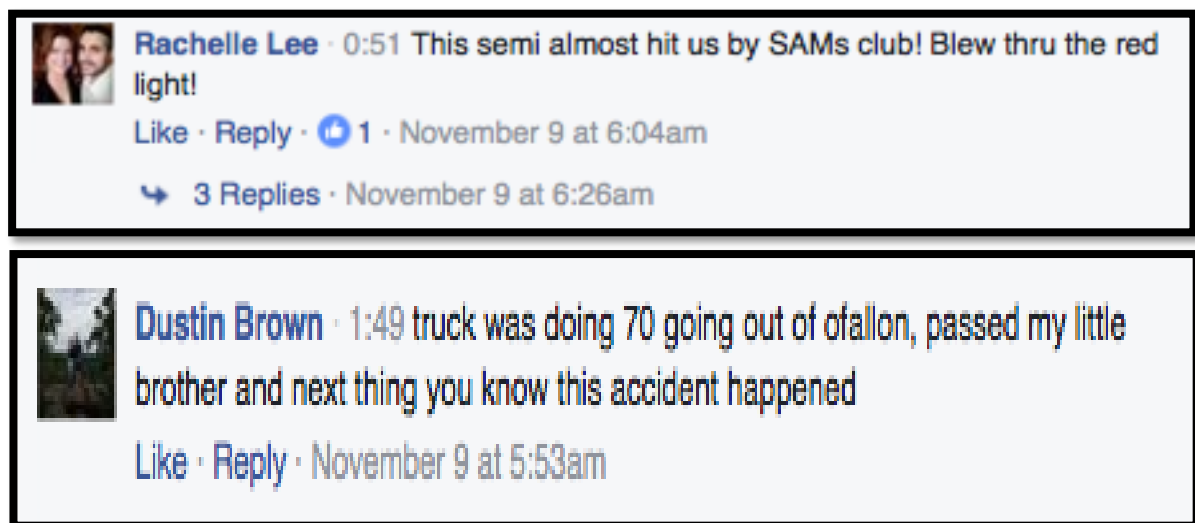 Rachelle Lee · 0:51 This semi almost hit us by SAMs club! Blew thru the red
light!
Like · Reply · 1 · November 9 at 6:04am
3 Replies · November 9 at 6:26am
Dustin Brown · 1:49 truck was doing 70 going out of ofallon, passed my little
brother and next thing you know this accident happened
Like · Reply · November 9 at 5:53am